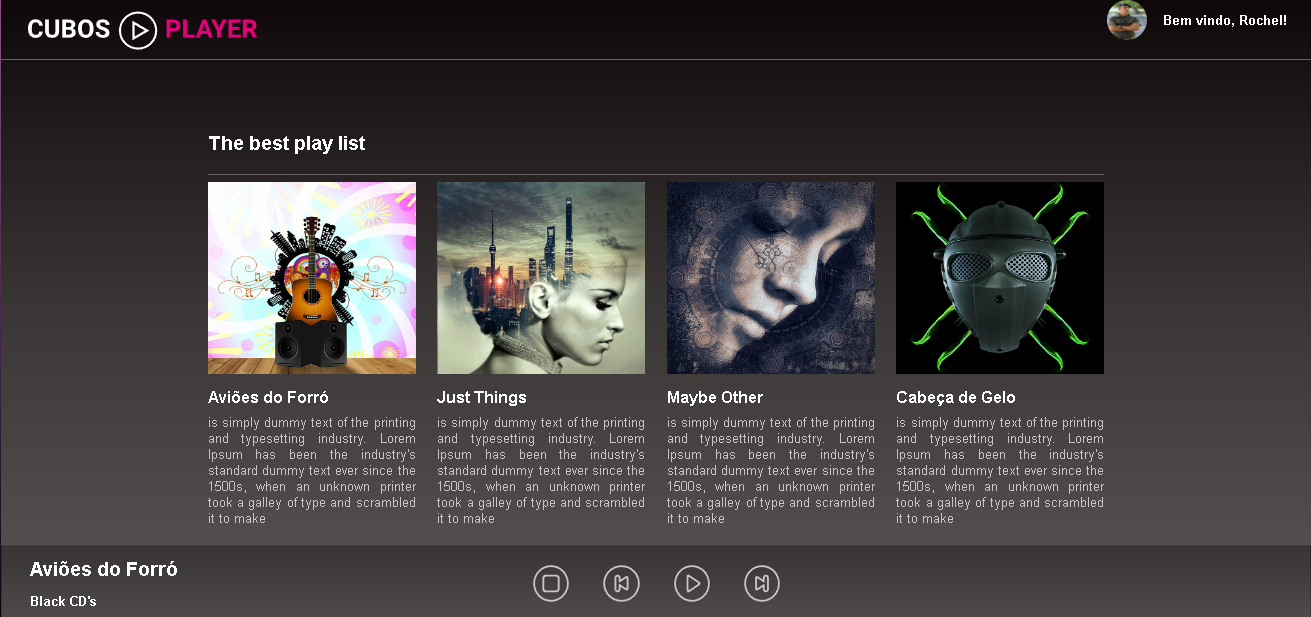 CUBOS PLAYER
Bem vindo, Rochel!
The best play list
Aviões do Forró
is simply dummy text of the printing
and typesetting industry. Lorem
Ipsum has been the industry's
standard dummy text ever since the
1500s, when an unknown printer
took a galley of type and scrambled
it to make
Just Things
is simply dummy text of the printing
and typesetting industry. Lorem
Ipsum has been the industry's
standard dummy text ever since the
1500s, when an unknown printer
took a galley of type and scrambled
it to make
Maybe Other
is simply dummy text of the printing
and typesetting industry. Lorem
Ipsum has been the industry's
standard dummy text ever since the
1500s, when an unknown printer
took a galley of type and scrambled
it to make
Cabeça de Gelo
is simply dummy text of the printing
and typesetting industry. Lorem
Ipsum has been the industry's
standard dummy text ever since the
1500s, when an unknown printer
took a galley of type and scrambled
it to make
Aviões do Forró
Black CD's